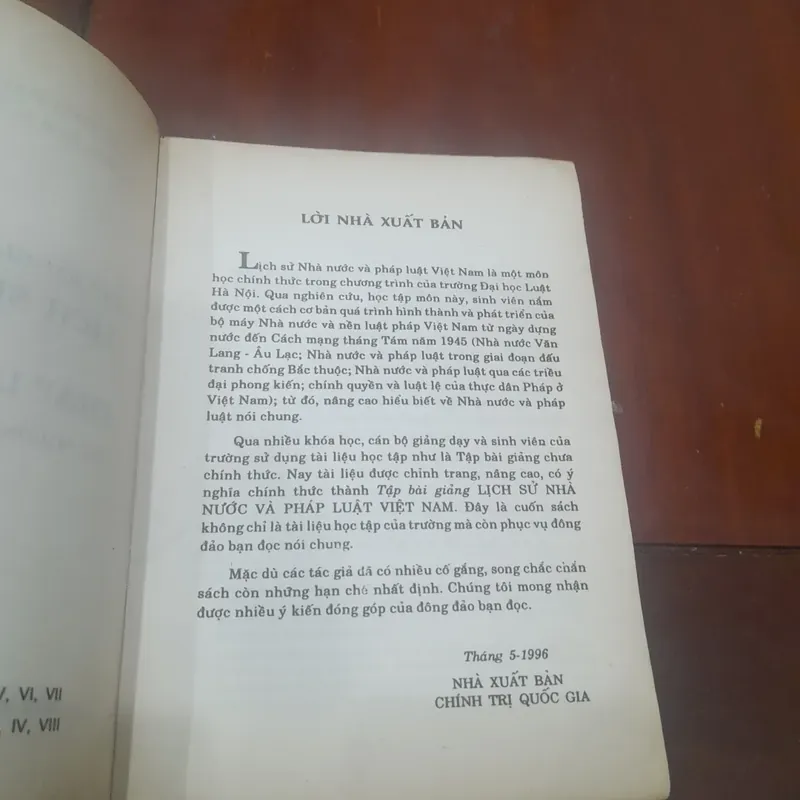 LỜI NHÀ XUẤT BẢN
Lịch sử Nhà nước và pháp luật Việt Nam là một môn
học chính thức trong chương trình của trường Đại học Luật
Hà Nội. Qua nghiên cứu, học tập môn này, sinh viên nắm
được một cách cơ bản quá trình hình thành và phát triển của
bộ máy Nhà nước và nền luật pháp Việt Nam từ ngày dựng
nước đến Cách mạng tháng Tám năm 1945 (Nhà nước Văn
Lang - Âu Lạc; Nhà nước và pháp luật trong giai đoạn đấu
tranh chống Bắc thuộc; Nhà nước và pháp luật qua các triều
đại phong kiến; chính quyền và luật lệ của thực dân Pháp ở
Việt Nam); từ đó, nâng cao hiểu biết về Nhà nước và pháp
luật nói chung.
Qua nhiều khóa học, cán bộ giảng dạy và sinh viên của
trường sử dụng tài liệu học tập như là Tập bài giảng chưa
chính thức. Nay tài liệu được chỉnh trang, nâng cao, có ý
nghĩa chính thức thành Tập bài giảng LỊCH SỬ NHÀ
NƯỚC VÀ PHÁP LUẬT VIỆT NAM. Đây là cuốn sách
không chỉ là tài liệu học tập của trường mà còn phục vụ đông
đảo bạn đọc nói chung.
Mặc dù các tác giả đã có nhiều cố gắng, song chắc chắn
sách còn những hạn chế nhất định. Chúng tôi mong nhận
được nhiều ý kiến đóng góp của đông đảo bạn đọc.
Tháng 5-1996
NHÀ XUẤT BẢN
CHÍNH TRỊ QUỐC GIA
V, VI, VII
, IV, VIII